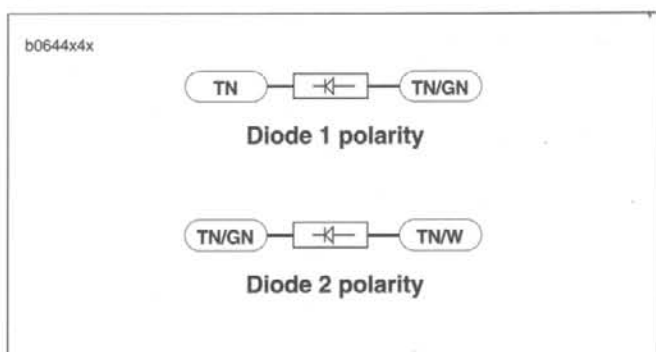 b0644x4x
TN TN/GN
Diode 1 polarity
TN/GN TN/W
Diode 2 polarity